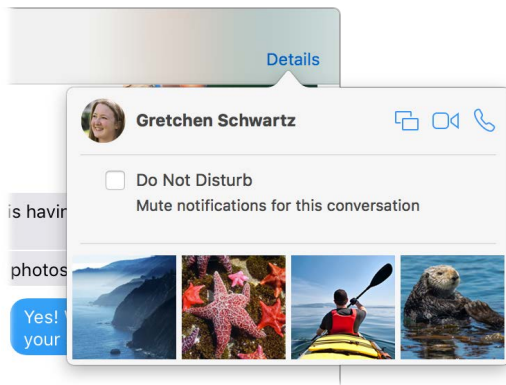 Details
Gretchen Schwartz
Do Not Disturb
Mute notifications for this conversation
is havin
photos
Yes!
your